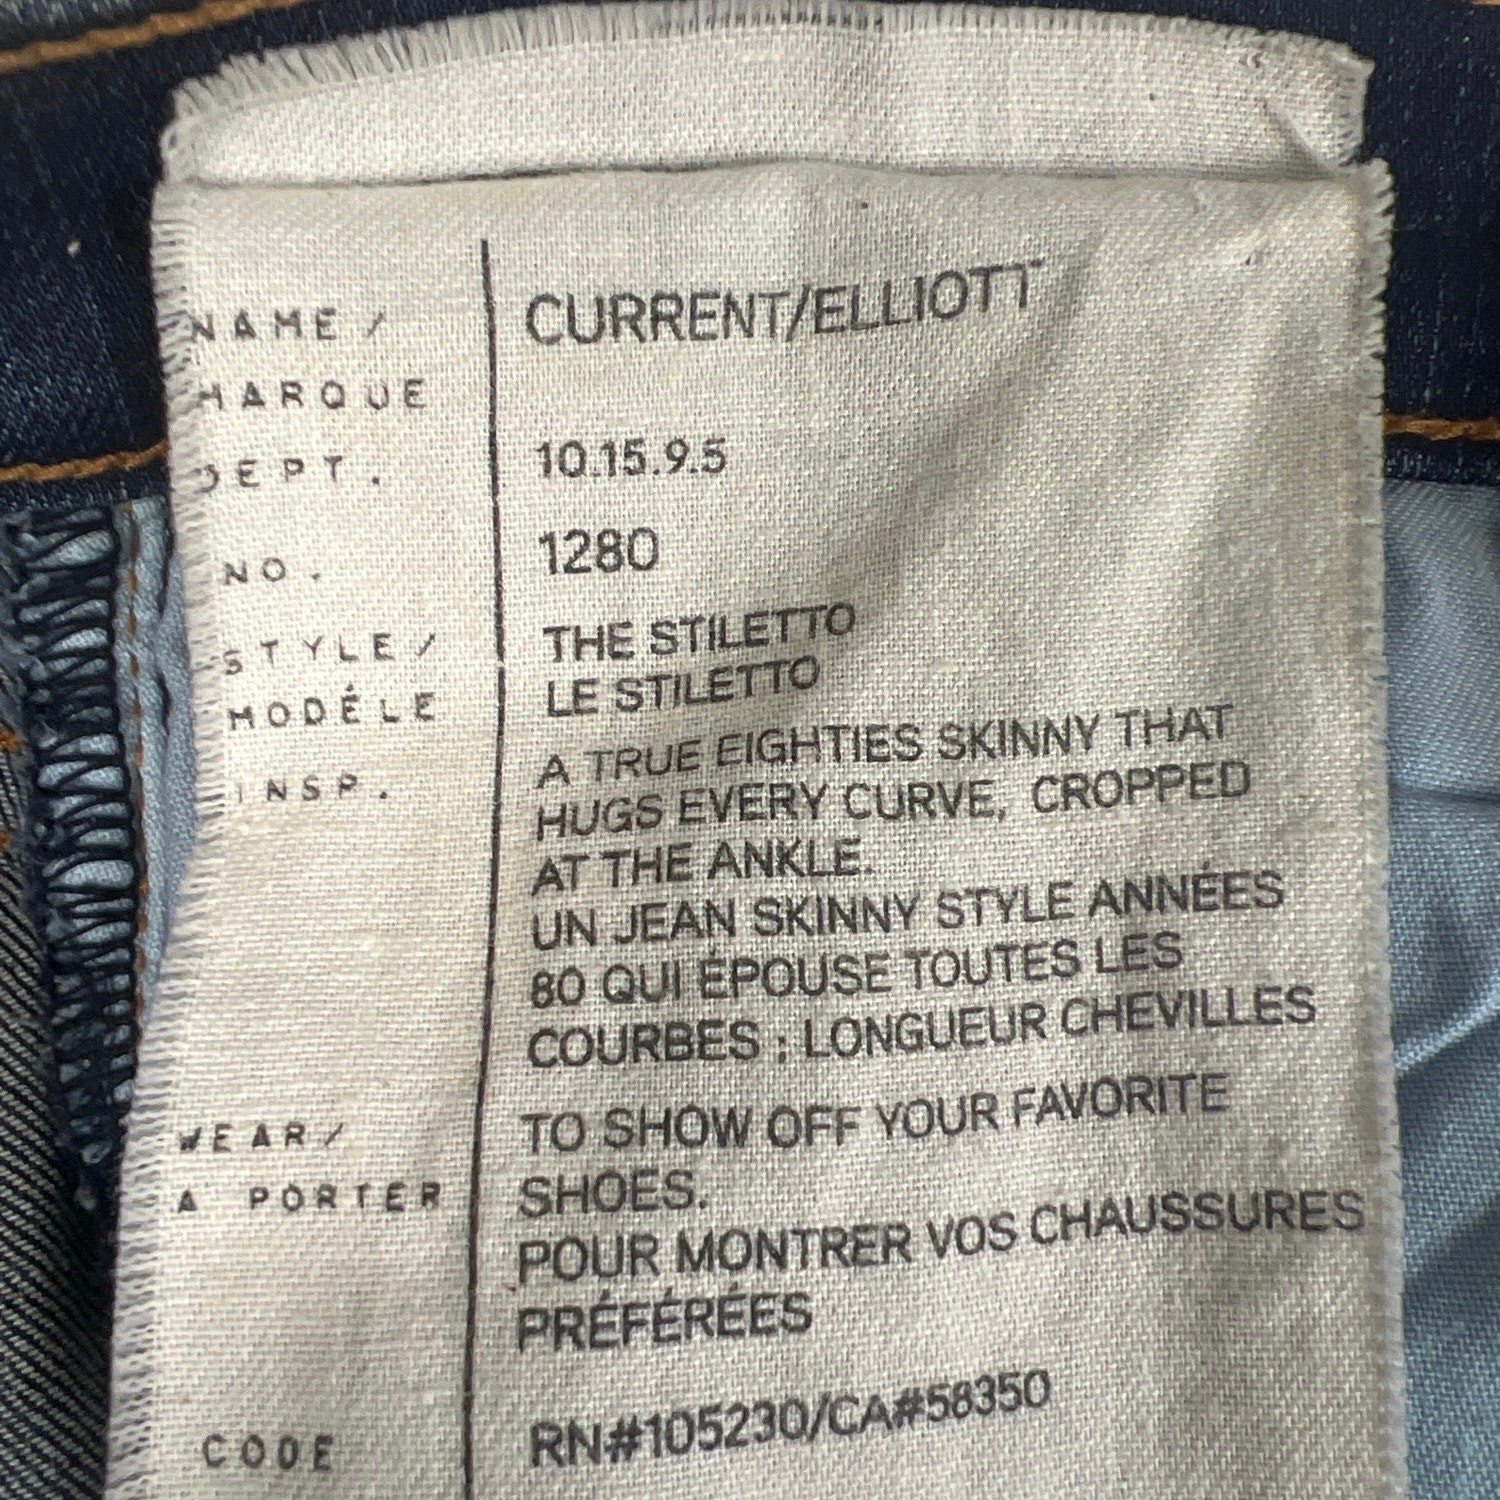 NAME / CURRENT/ELLIOTT
MARQUE
DEPT. 10.15.9.5
NO. 1280
STYLE/ THE STILETTO
MODÉLE LE STILETTO
INSP. A TRUE EIGHTIES SKINNY THAT
HUGS EVERY CURVE, CROPPED
AT THE ANKLE.
UN JEAN SKINNY STYLE ANNÉES
80 QUI ÉPOUSE TOUTES LES
COURBES ; LONGUEUR CHEVILLES
WEAR/ TO SHOW OFF YOUR FAVORITE
A PORTER SHOES.
POUR MONTRER VOS CHAUSSURES
PRÉFÉRÉES
CODE RN#105230/CA#58350